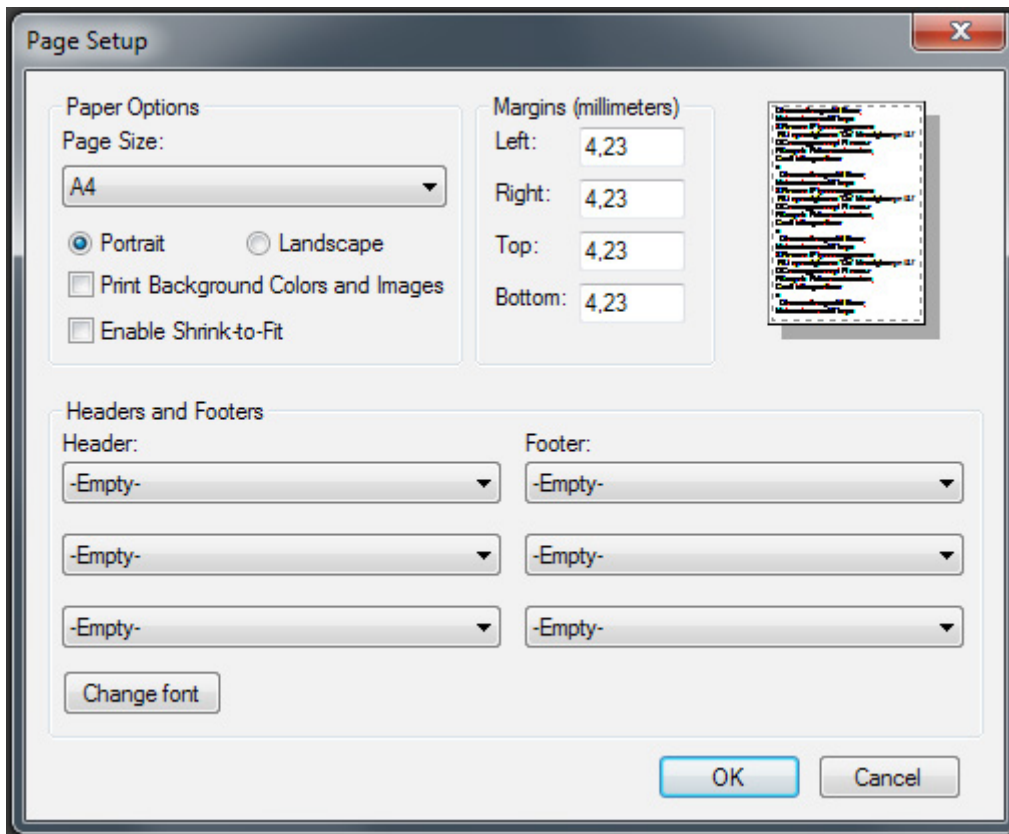 Page Setup
Paper Options
Page Size:
A4
Portrait
Landscape
Print Background Colors and Images
Enable Shrink-to-Fit
Margins (millimeters)
Left: 4,23
Right: 4,23
Top: 4,23
Bottom: 4,23
Headers and Footers
Header:
-Empty-
-Empty-
-Empty-
Footer:
-Empty-
-Empty-
-Empty-
Change font
OK
Cancel